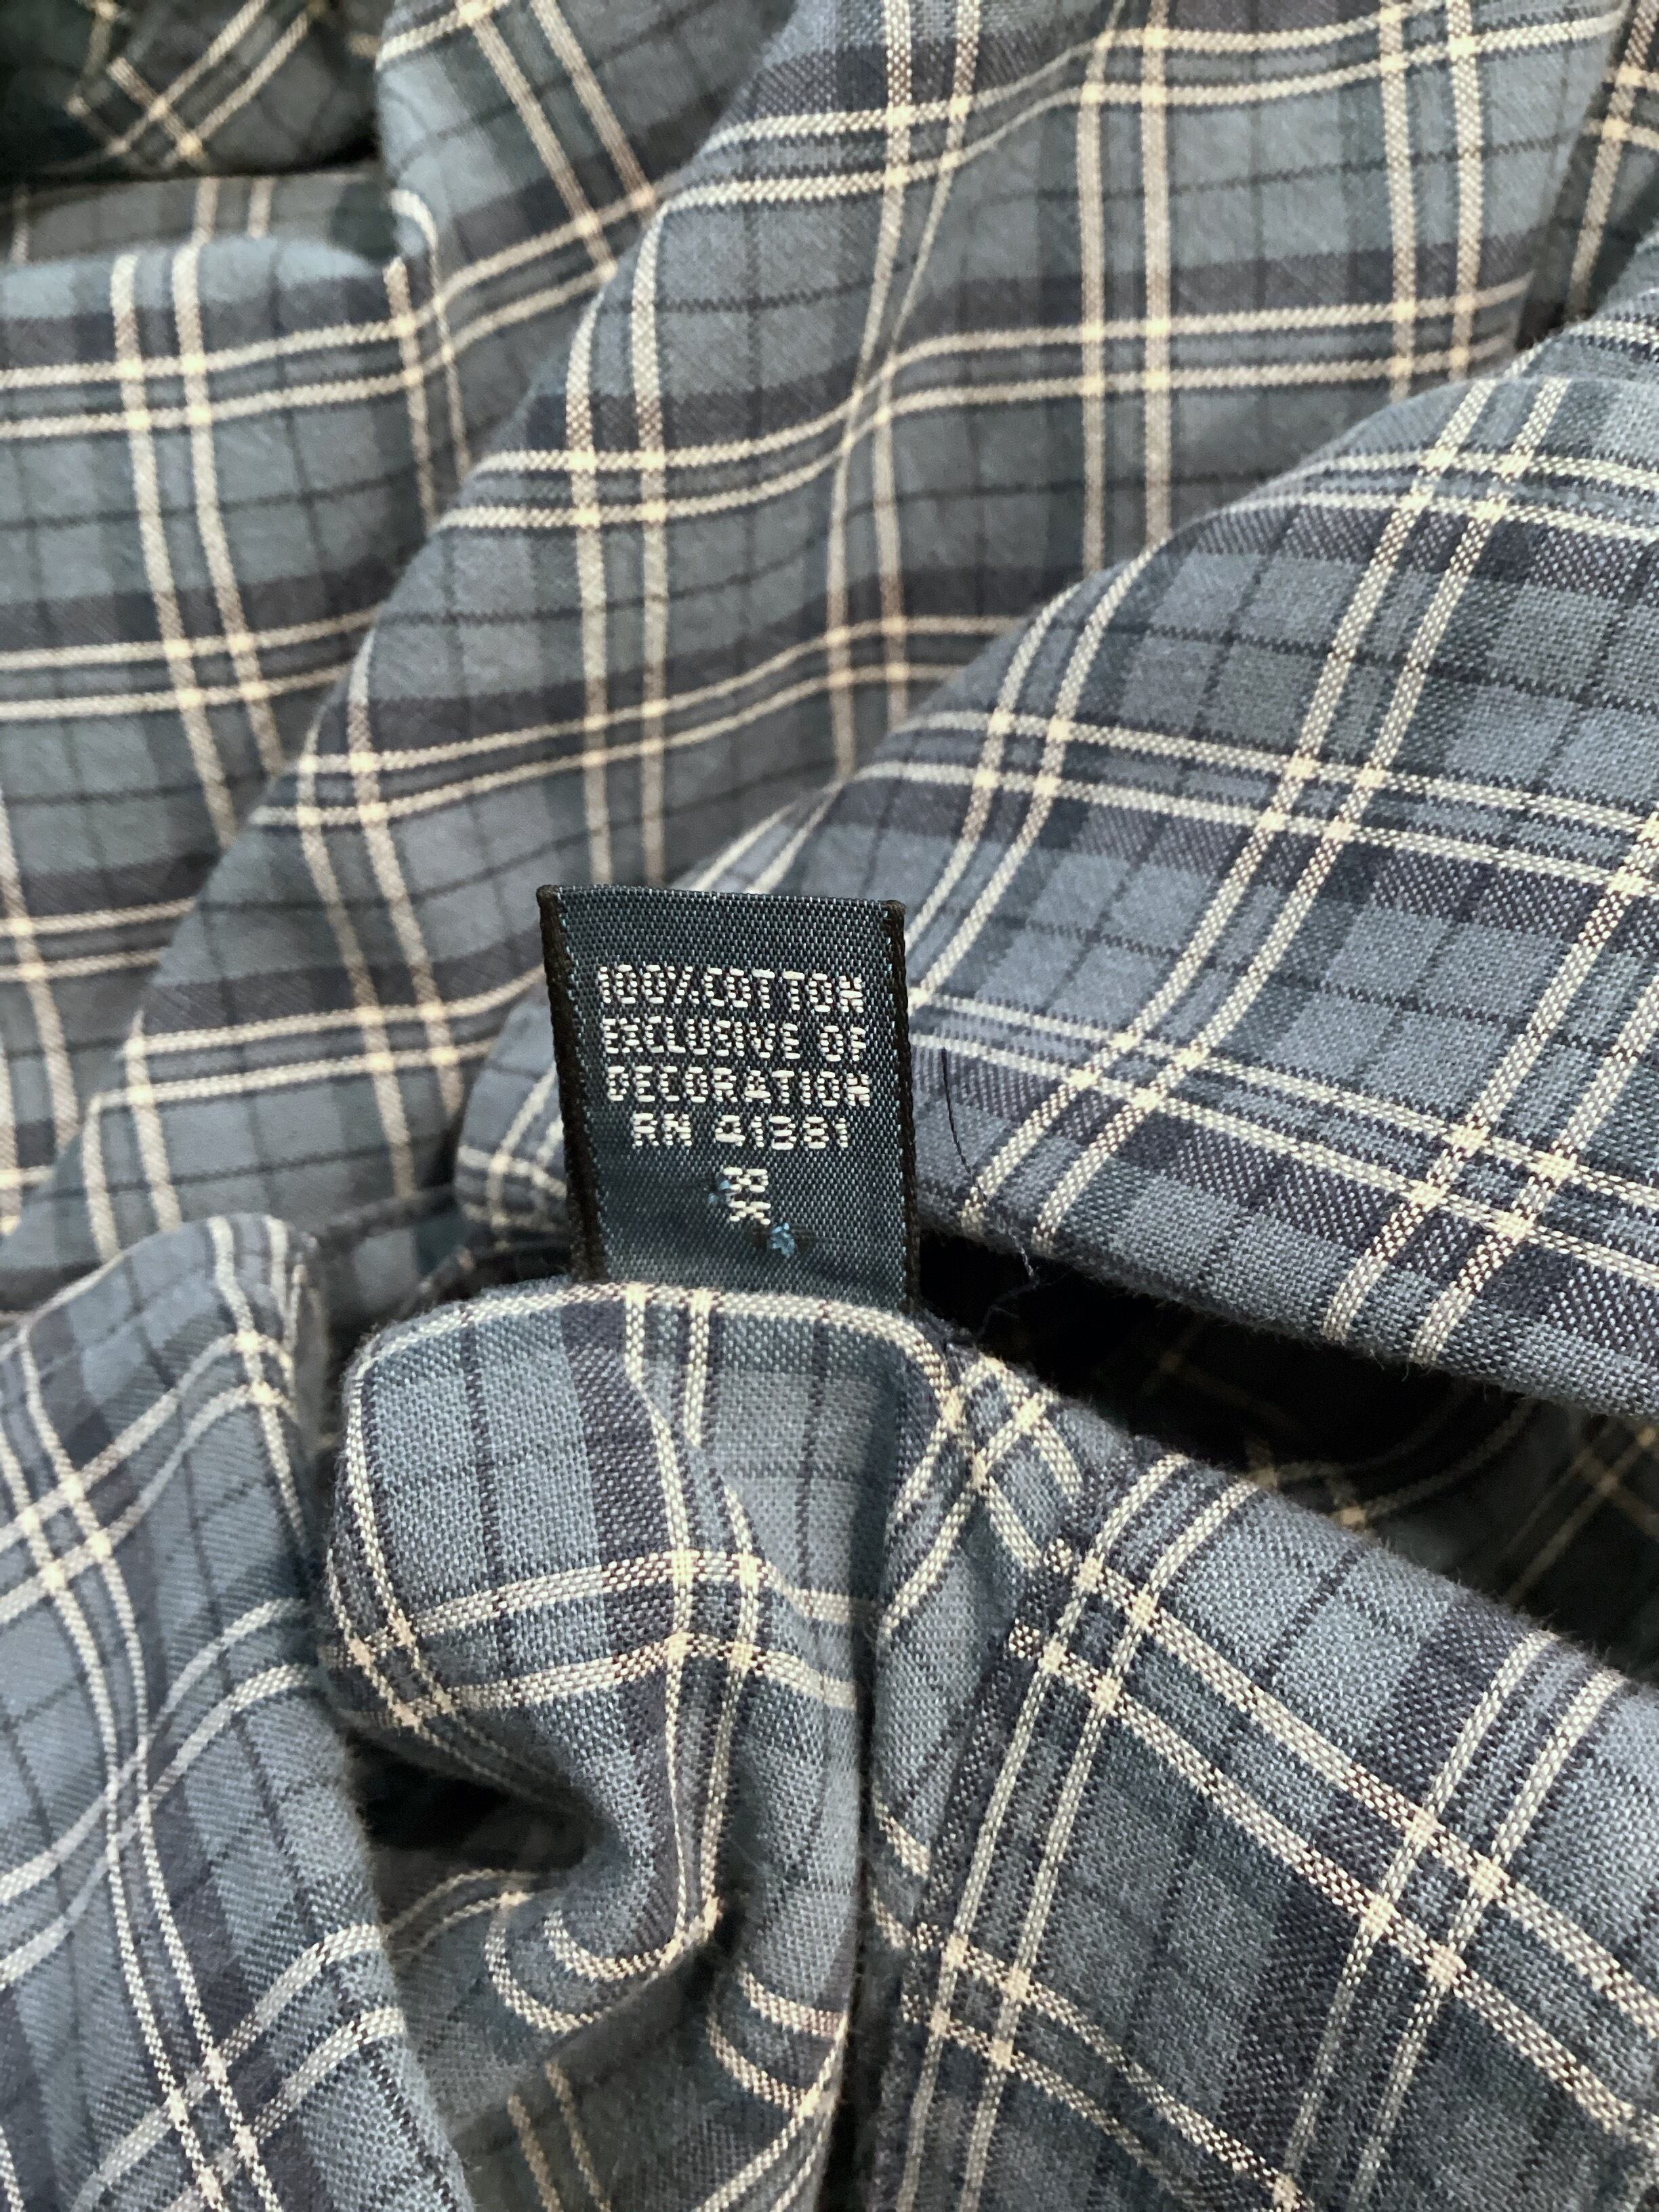 100% COTTON
EXCLUSIVE OF
DECORATION
RN 41381